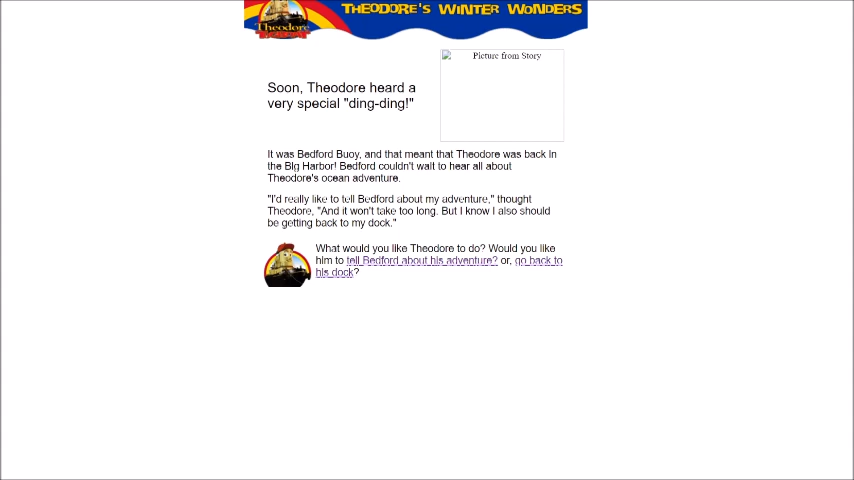 THEODORE'S WINTER WONDERS
Theodore
Picture from Story
Soon, Theodore heard a
very special "ding-ding!"
It was Bedford Buoy, and that meant that Theodore was back in
the Big Harbor! Bedford couldn't wait to hear all about
Theodore's ocean adventure.
"I'd really like to tell Bedford about my adventure," thought
Theodore, "And it won't take too long. But I know I also should
be getting back to my dock."
What would you like Theodore to do? Would you like
him to tell Bedford about his adventure? or, go back to
his dock?